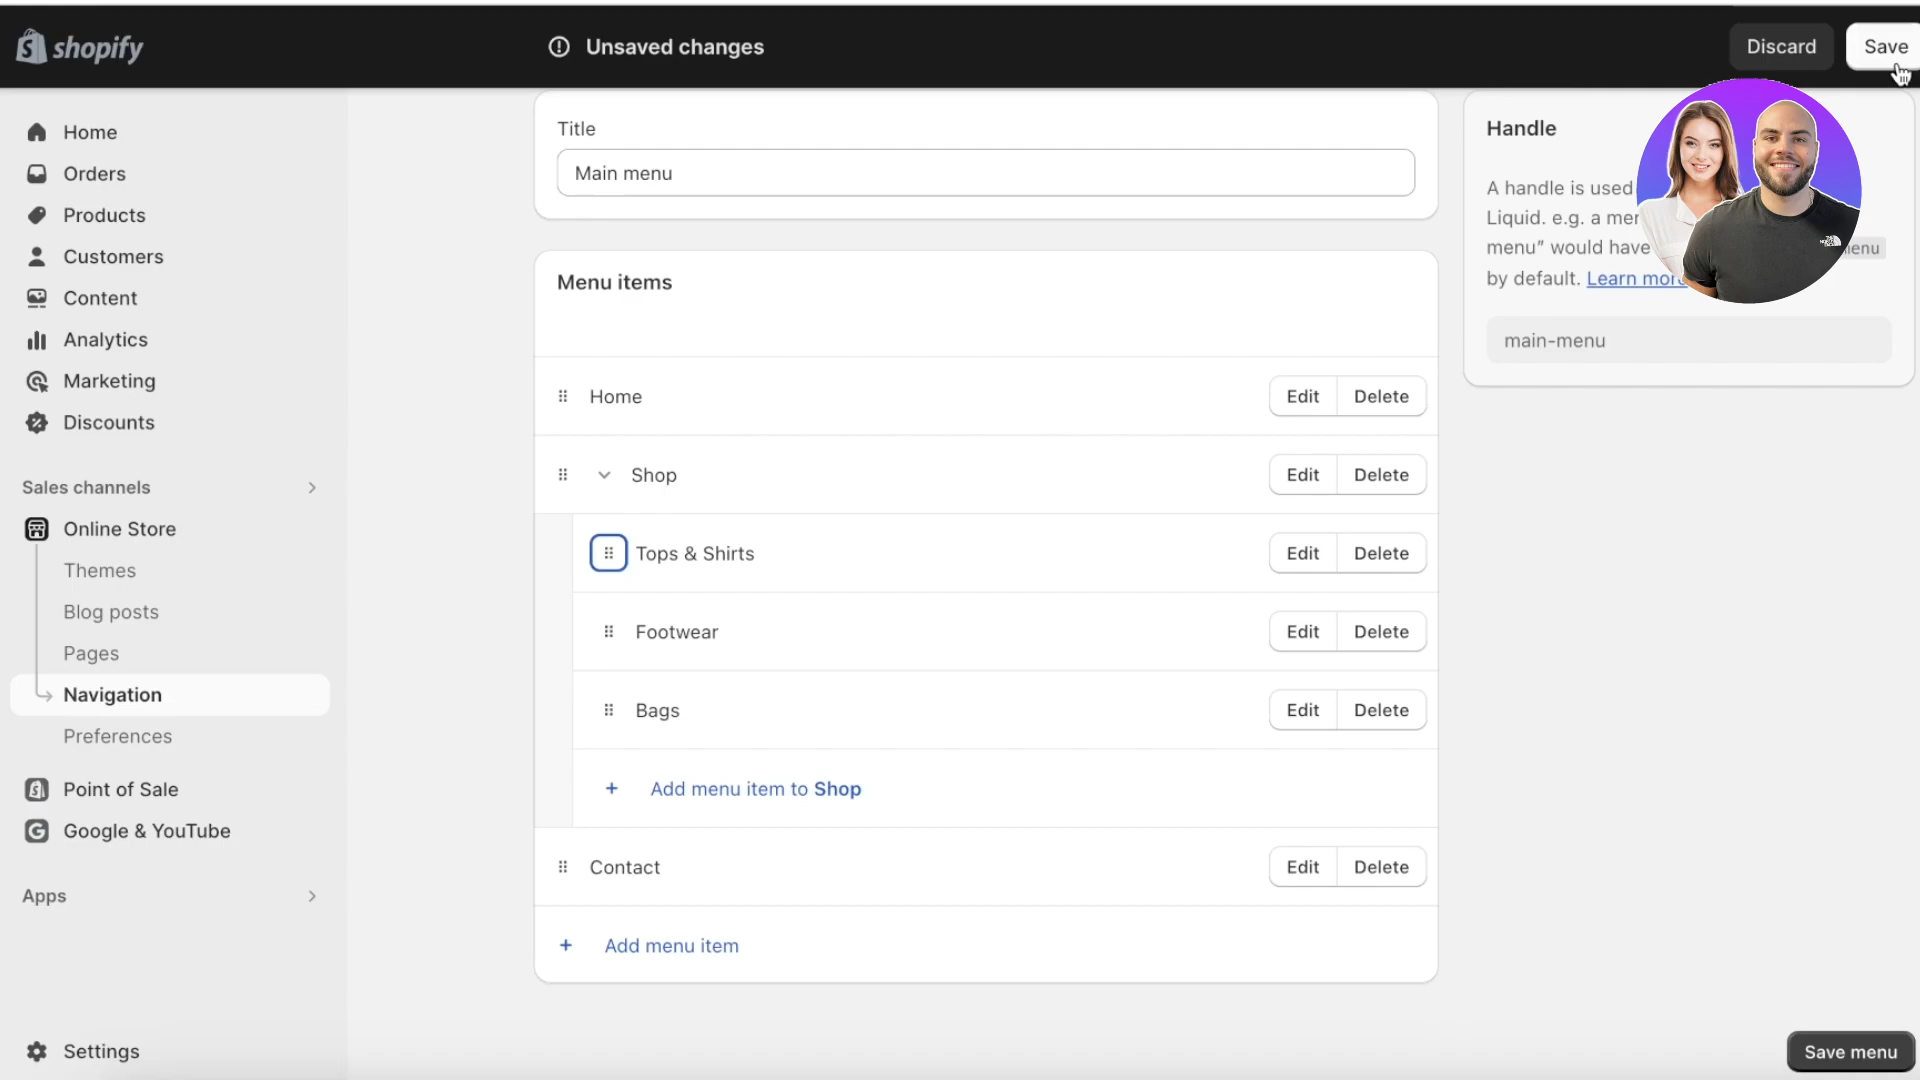 shopify
Unsaved changes
Discard
Save
Home
Orders
Products
Customers
Content
Analytics
Marketing
Discounts
Sales channels
Online Store
Themes
Blog posts
Pages
Navigation
Preferences
Point of Sale
Google & YouTube
Apps
Settings
Title
Main menu
Menu items
Home
Edit
Delete
Shop
Edit
Delete
Tops & Shirts
Edit
Delete
Footwear
Edit
Delete
Bags
Edit
Delete
Add menu item to Shop
Contact
Edit
Delete
Add menu item
Handle
A handle is used
Liquid. e.g. a
menu" would have
by default. Learn more
main-menu
Save menu